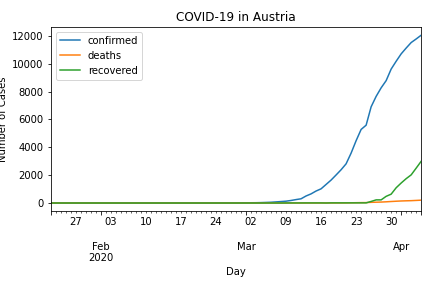 COVID-19 in Austria
12000
10000
8000
6000
4000
2000
0
Number of Cases
confirmed
deaths
recovered
27 03 10 17 24 02 09 16 23 30
Feb Mar Apr
2020
Day